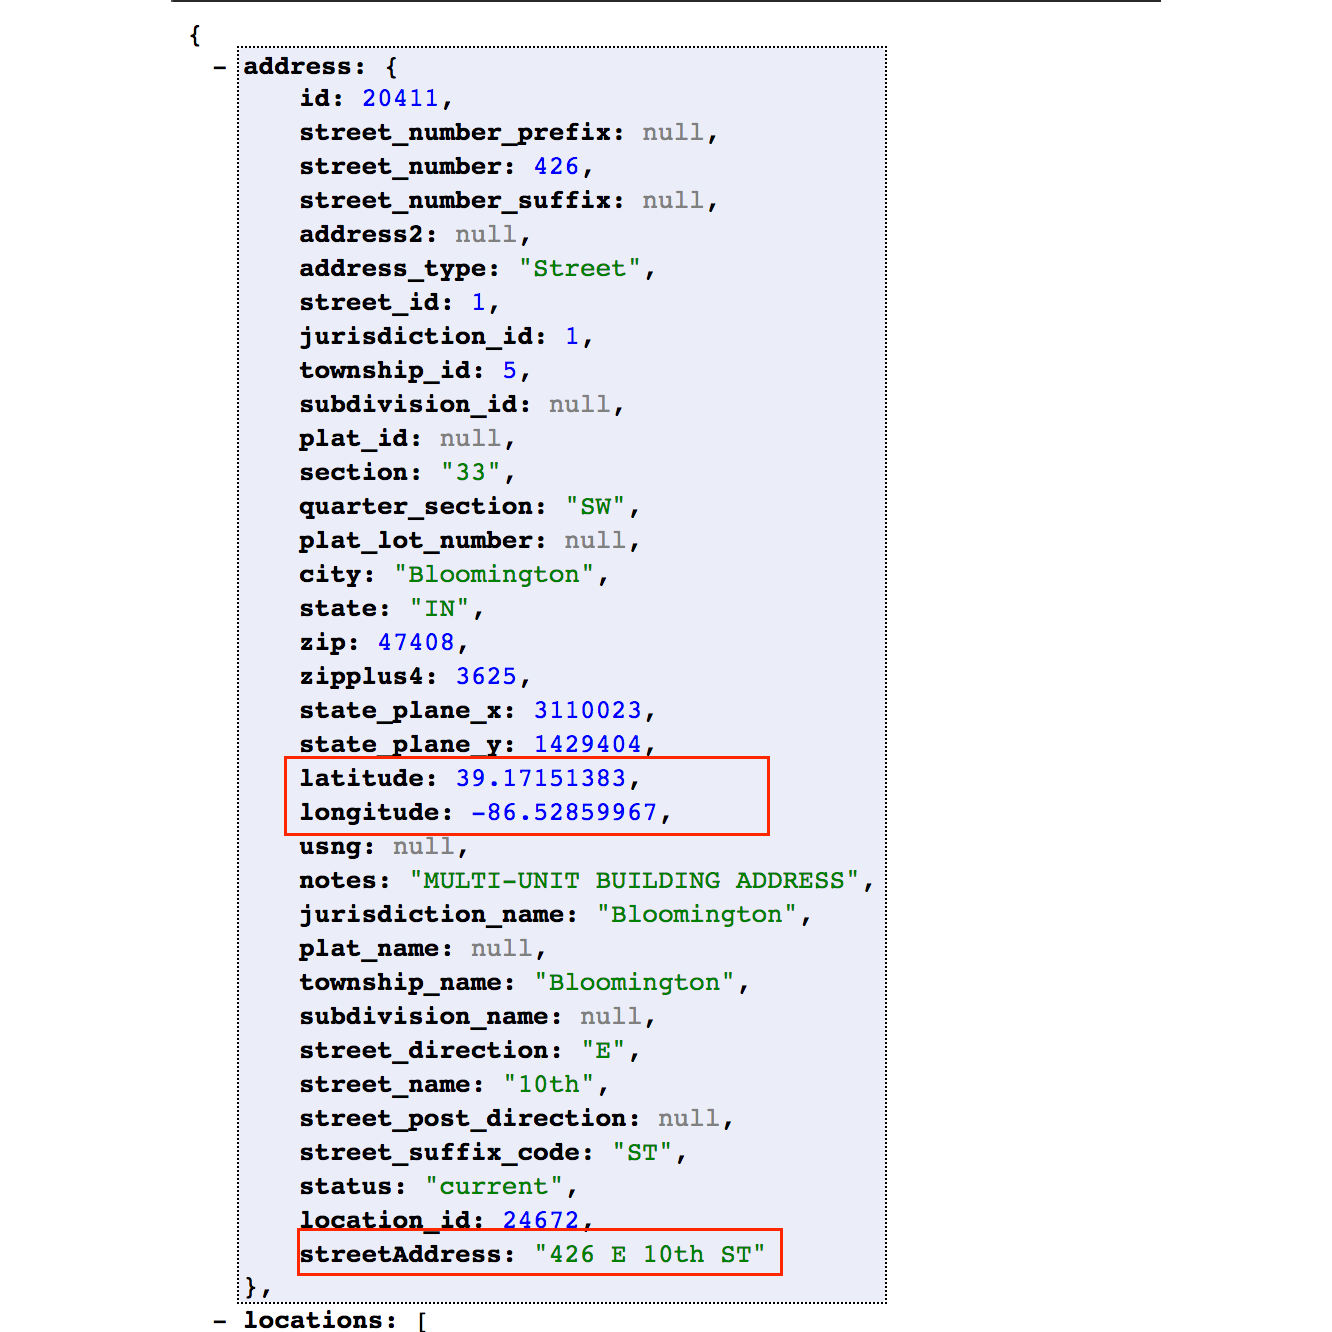 {
- address: {
id: 20411,
street_number_prefix: null,
street_number: 426,
street_number_suffix: null,
address2: null,
address_type: "Street",
street_id: 1,
jurisdiction_id: 1,
township_id: 5,
subdivision_id: null,
plat_id: null,
section: "33",
quarter_section: "SW",
plat_lot_number: null,
city: "Bloomington",
state: "IN",
zip: 47408,
zipplus4: 3625,
state_plane_x: 3110023,
state_plane_y: 1429404,
latitude: 39.17151383,
longitude: -86.52859967,
usng: null,
notes: "MULTI-UNIT BUILDING ADDRESS",
jurisdiction_name: "Bloomington",
plat_name: null,
township_name: "Bloomington",
subdivision_name: null,
street_direction: "E",
street_name: "10th",
street_post_direction: null,
street_suffix_code: "ST",
status: "current",
location_id: 24672,
streetAddress: "426 E 10th ST"
},
- locations: [